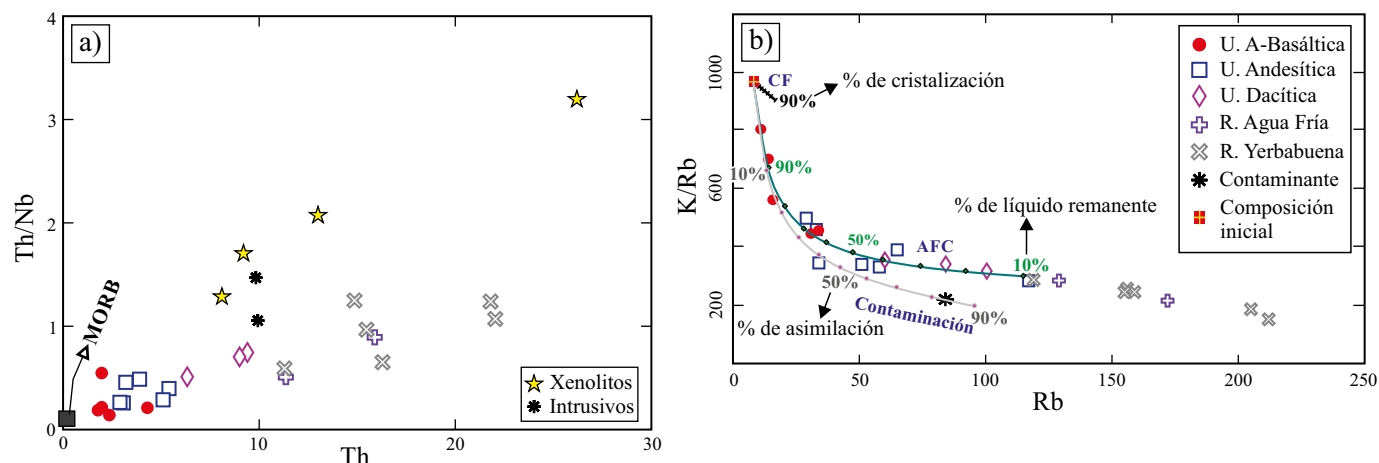 a)
4
3
2
1
0
Th/Nb
MORB
Xenolitos
Intrusivos
0
10
20
30
Th
b)
1000
600
200
K/Rb
CF
90%
% de cristalización
10%
90%
50%
AFC
% de líquido remanente
10%
50%
% de asimilación
Contaminación
90%
U. A-Basáltica
U. Andesítica
U. Dacítica
R. Agua Fría
R. Yerbabuena
Contaminante
Composición
inicial
0
50
100
150
200
250
Rb